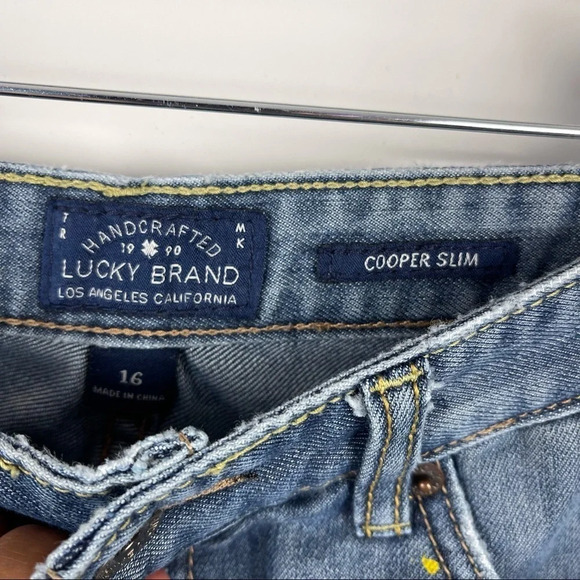 TR MK
HANDCRAFTED
19 90
LUCKY BRAND
LOS ANGELES CALIFORNIA
COOPER SLIM
16
MADE IN CHINA